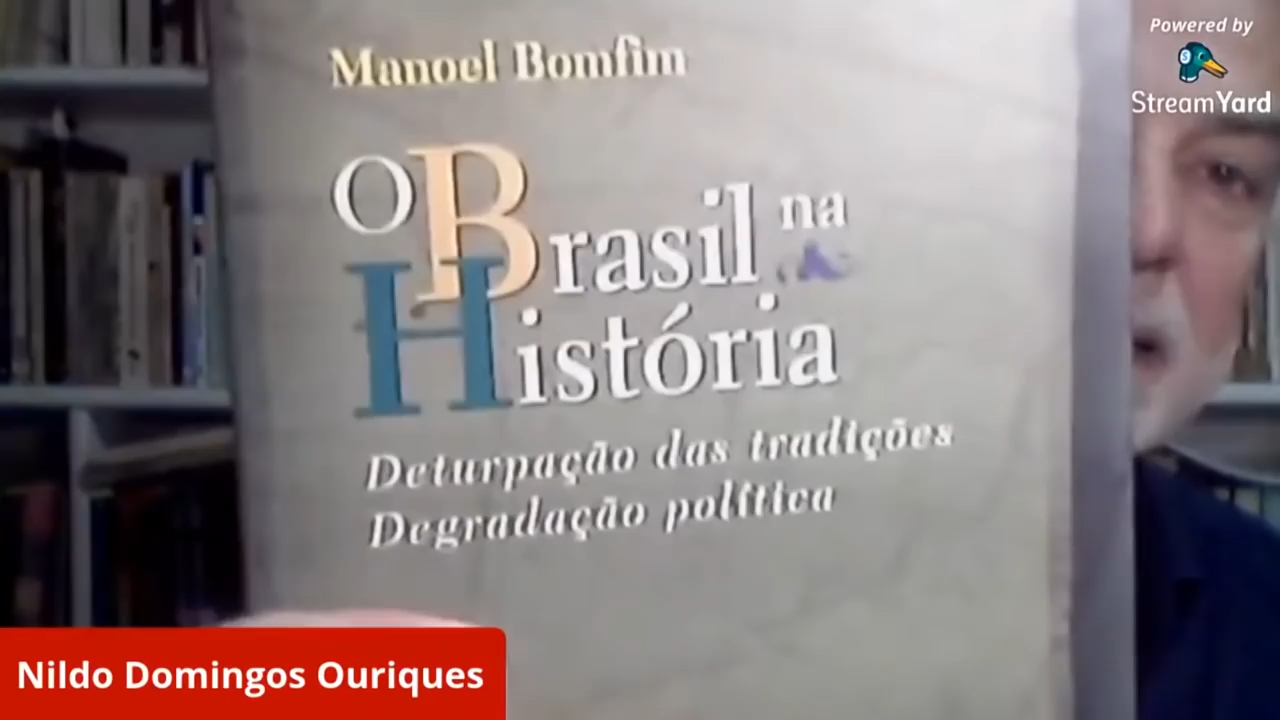 Manoel Bomfim
O Brasil na
História
Deturpação das tradições
Degradação política
Powered by
StreamYard
Nildo Domingos Ouriques